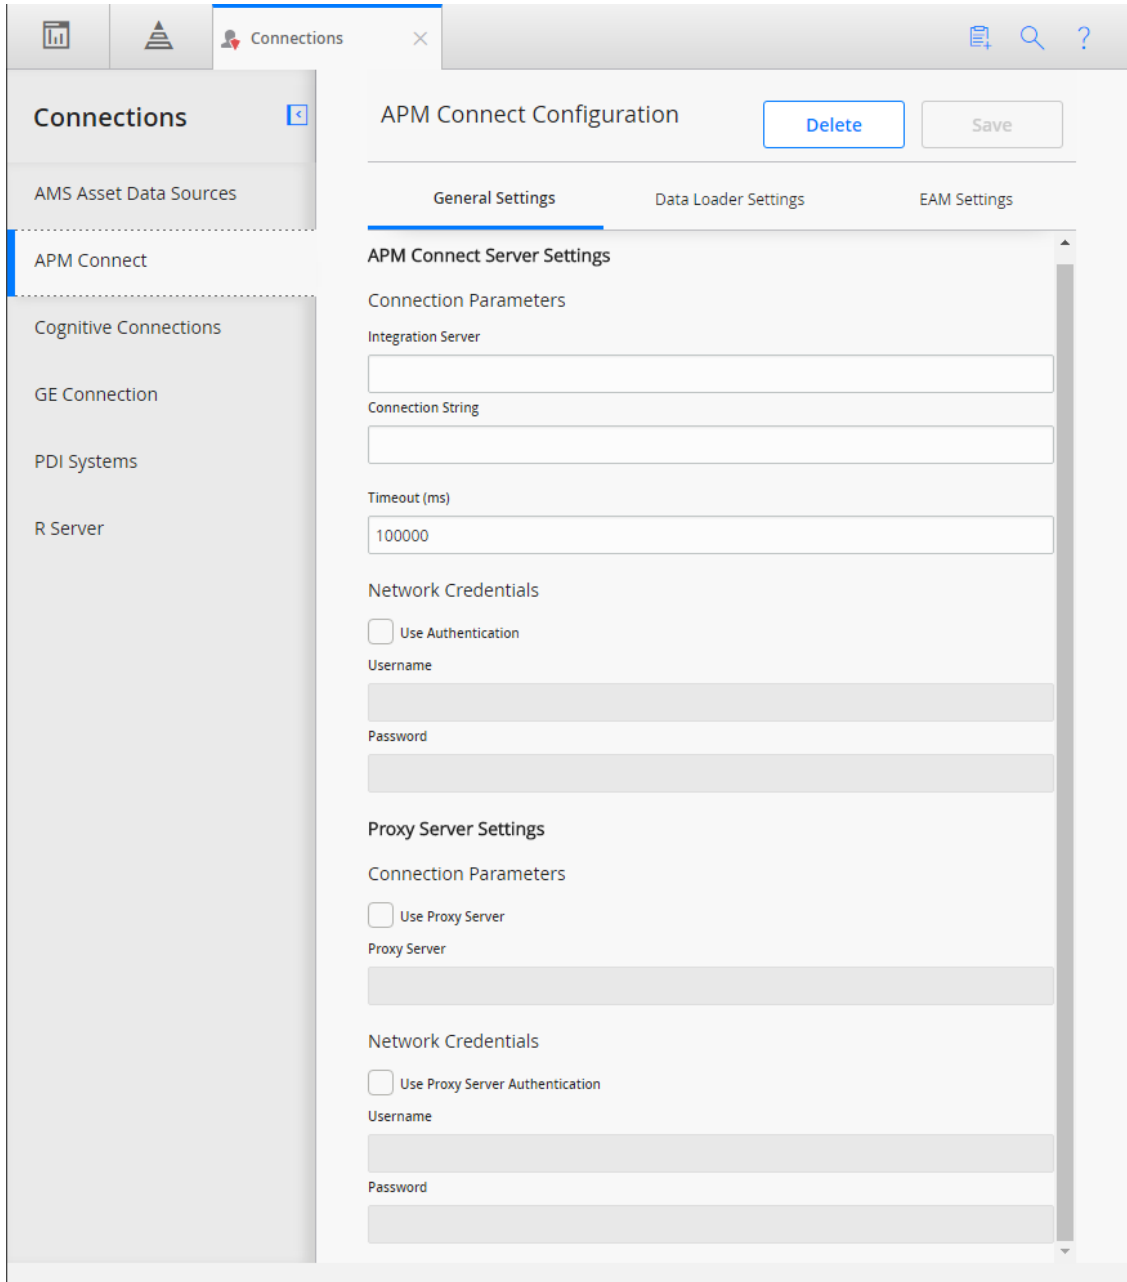 Connections
?
Connections
AMS Asset Data Sources
APM Connect
Cognitive Connections
GE Connection
PDI Systems
R Server
APM Connect Configuration
Delete
Save
General Settings
Data Loader Settings
EAM Settings
APM Connect Server Settings
Connection Parameters
Integration Server
Connection String
Timeout (ms)
100000
Network Credentials
Use Authentication
Username
Password
Proxy Server Settings
Connection Parameters
Use Proxy Server
Proxy Server
Network Credentials
Use Proxy Server Authentication
Username
Password